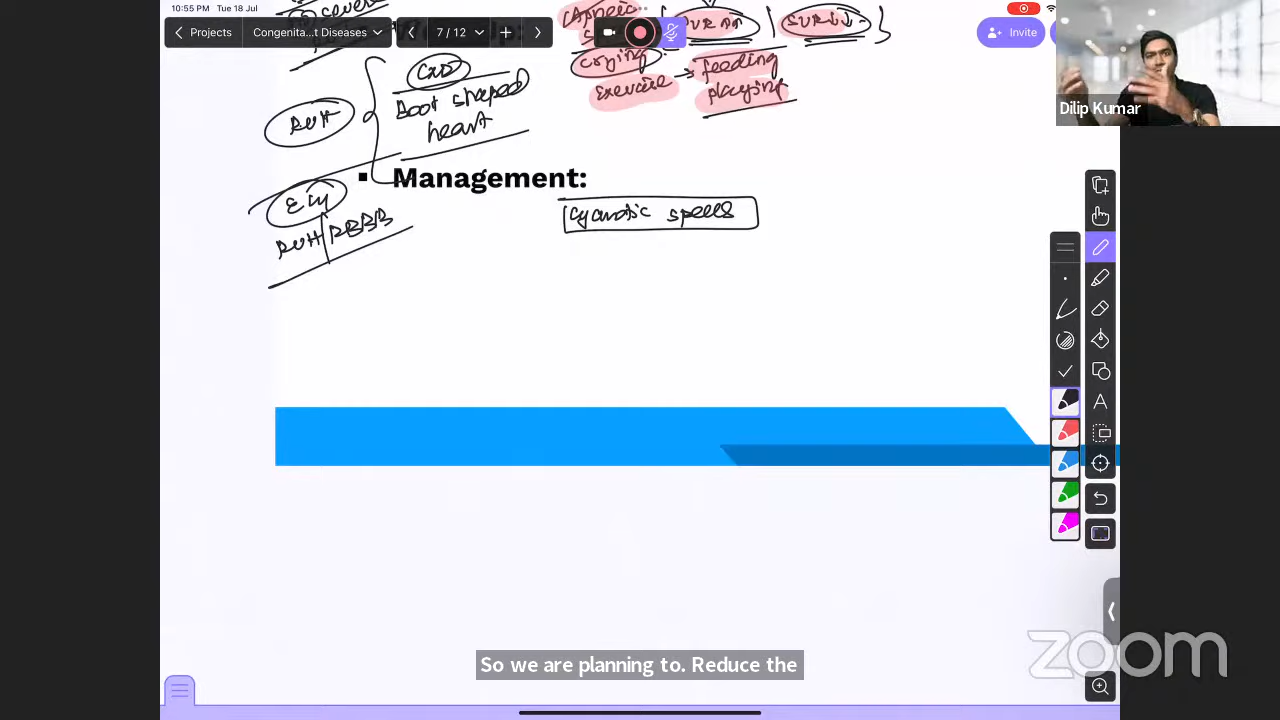 10:55 PM Tue 18 Jul
Projects
Congenita...t Diseases
7 / 12
Invite
severe
Dilip Kumar
crying
feeding
Exercise
playing
CXR
Boot shaped
heart
RVH
▪ Management:
ECG
RVH | RBBB
Cyanotic spells
A
zoom
So we are planning to. Reduce the